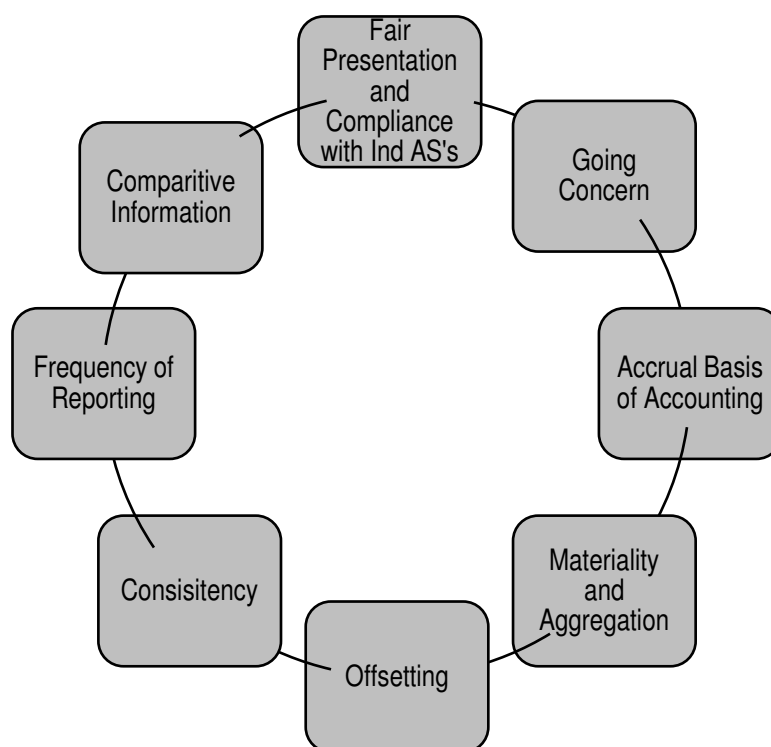 Fair
Presentation
and
Compliance
with Ind AS's
Going
Concern
Accrual Basis
of Accounting
Materiality
and
Aggregation
Offsetting
Consisitency
Frequency of
Reporting
Comparitive
Information